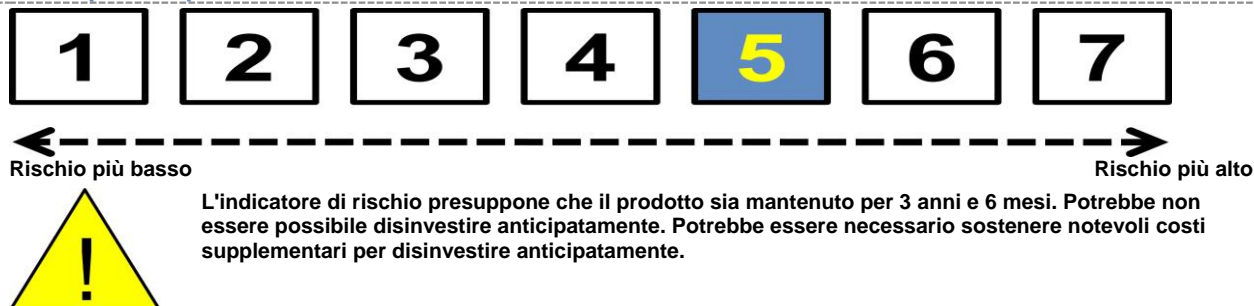 1 2 3 4 5 6 7
Rischio più basso Rischio più alto
L'indicatore di rischio presuppone che il prodotto sia mantenuto per 3 anni e 6 mesi. Potrebbe non
essere possibile disinvestire anticipatamente. Potrebbe essere necessario sostenere notevoli costi
supplementari per disinvestire anticipatamente.
!